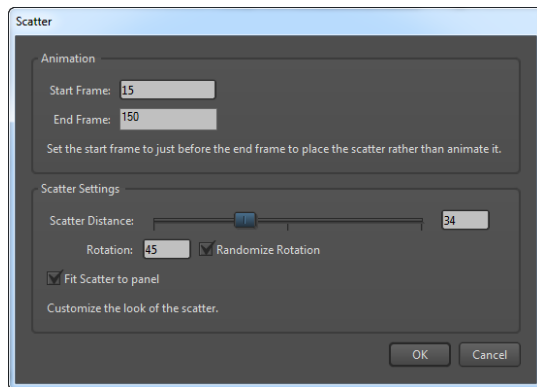 Scatter
Animation
Start Frame: 15
End Frame: 150
Set the start frame to just before the end frame to place the scatter rather than animate it.
Scatter Settings
Scatter Distance: 34
Rotation: 45 Randomize Rotation
Fit Scatter to panel
Customize the look of the scatter.
OK Cancel